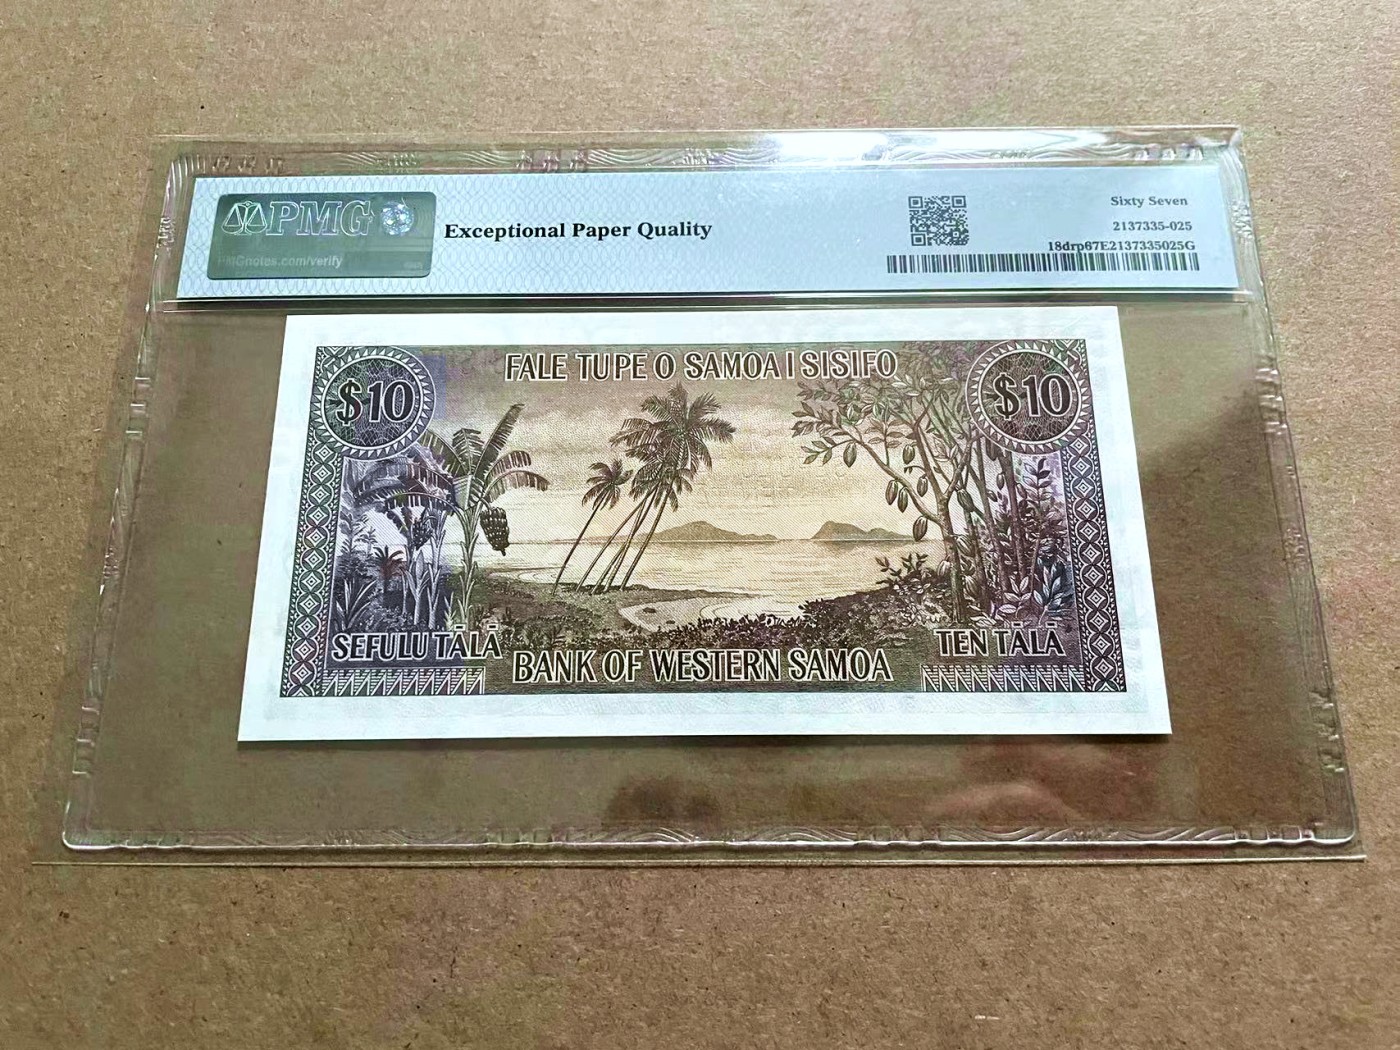 PMG
PMGnotes.com/verify
Exceptional Paper Quality
Sixty Seven
2137335-025
18drp67E2137335025G
FALE TUPE O SAMOA I SISIFO
$10
$10
SEFULU TĀLĀ
TEN TĀLĀ
BANK OF WESTERN SAMOA